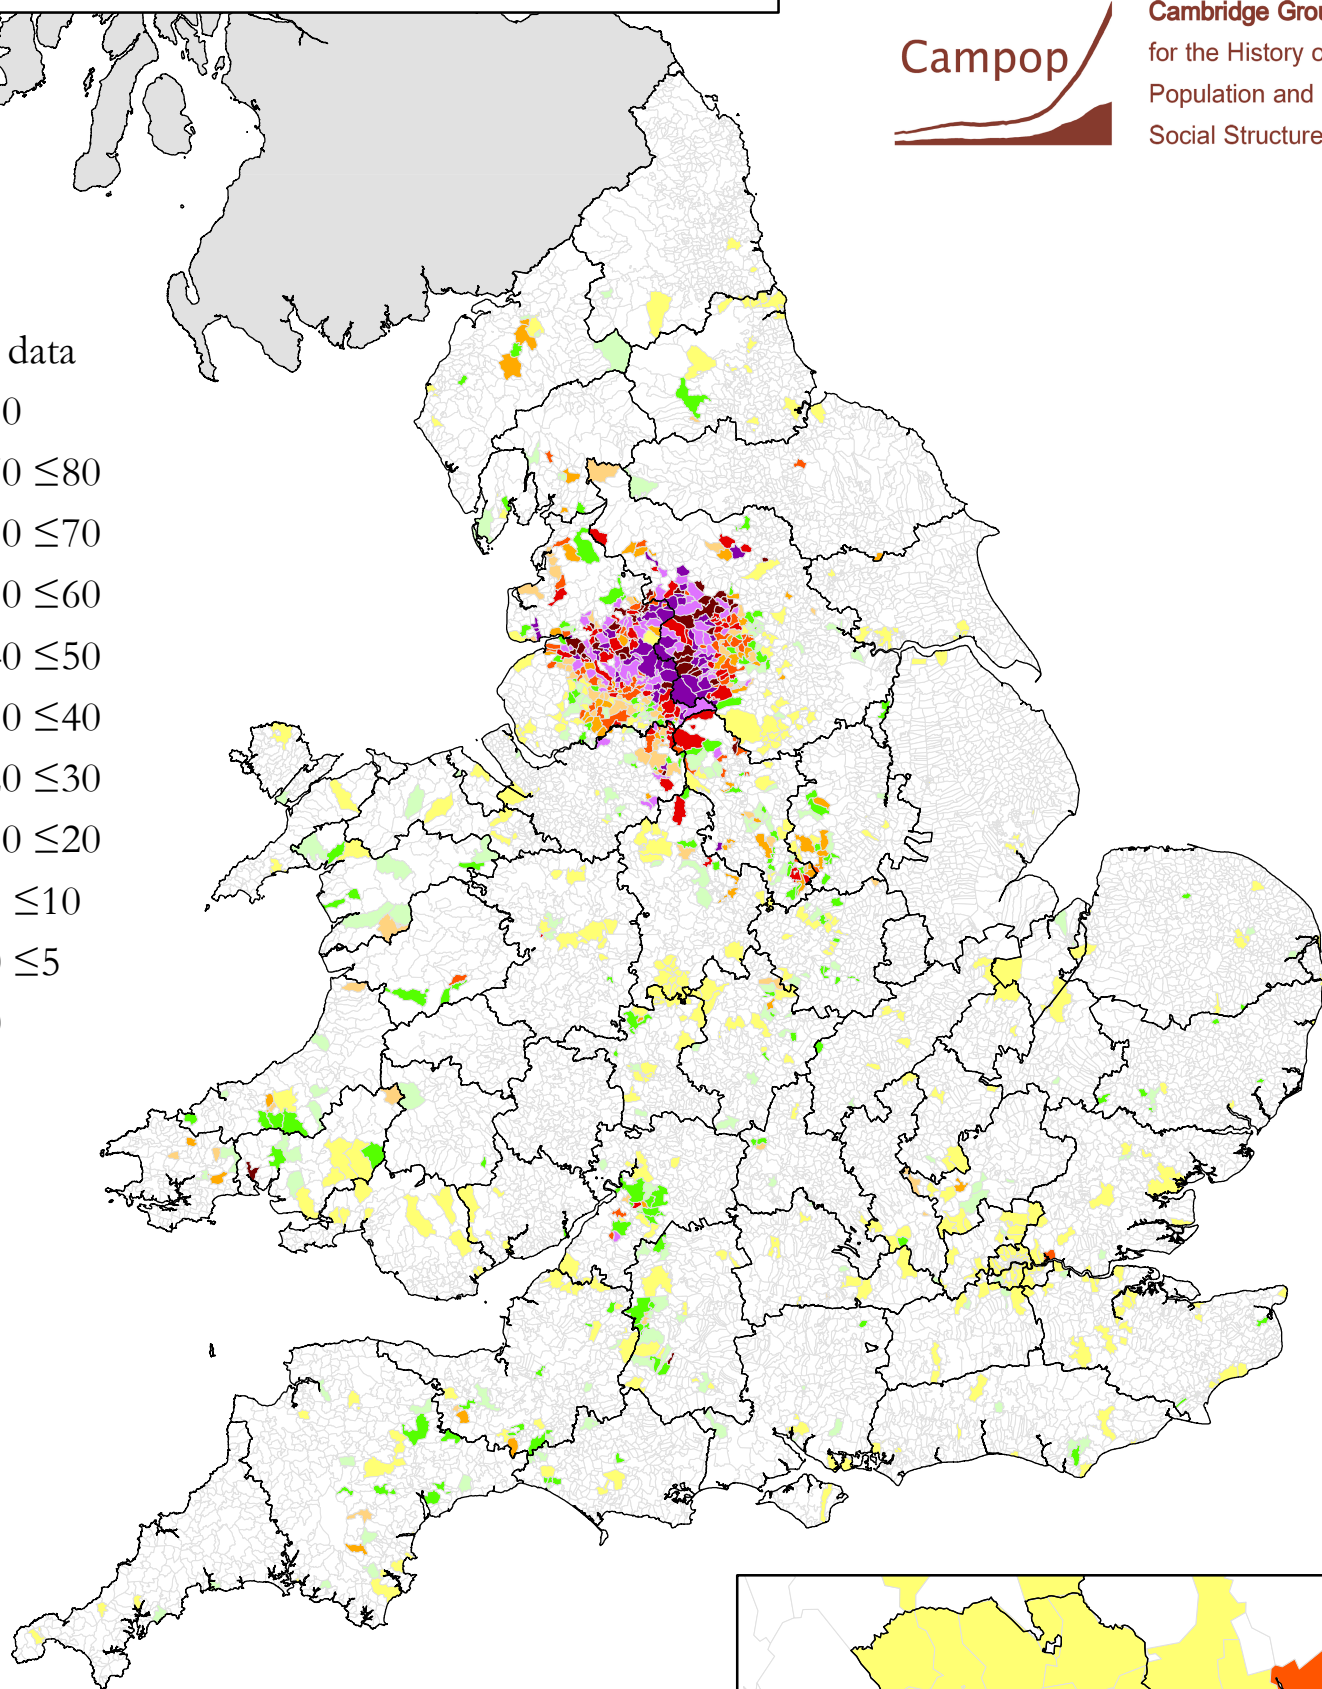 Campop
Cambridge Grou
for the History o
Population and
Social Structure
data
0
0 ≤80
0 ≤70
0 ≤60
0 ≤50
0 ≤40
0 ≤30
0 ≤20
≤10
≤5